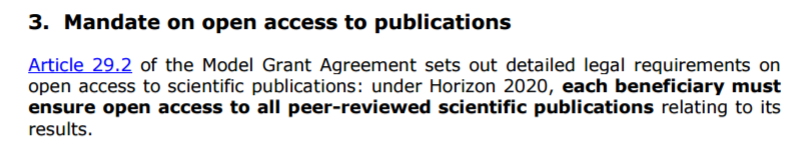 3. Mandate on open access to publications
Article 29.2 of the Model Grant Agreement sets out detailed legal requirements on
open access to scientific publications: under Horizon 2020, each beneficiary must
ensure open access to all peer-reviewed scientific publications relating to its
results.